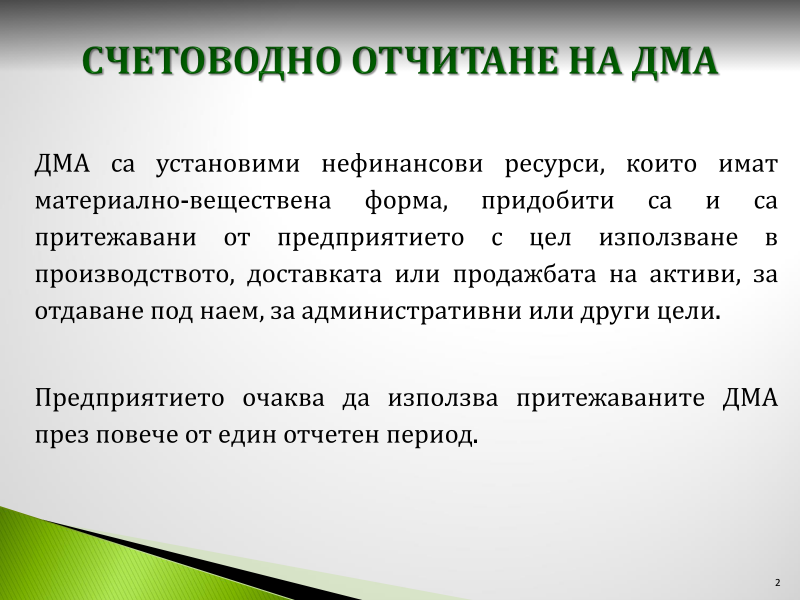 СЧЕТОВОДНО ОТЧИТАНЕ НА ДМА
ДМА са установими нефинансови ресурси, които имат
материално-веществена форма, придобити са и са
притежавани от предприятието с цел използване в
производството, доставката или продажбата на активи, за
отдаване под наем, за административни или други цели.
Предприятието очаква да използва притежаваните ДМА
през повече от един отчетен период.
2